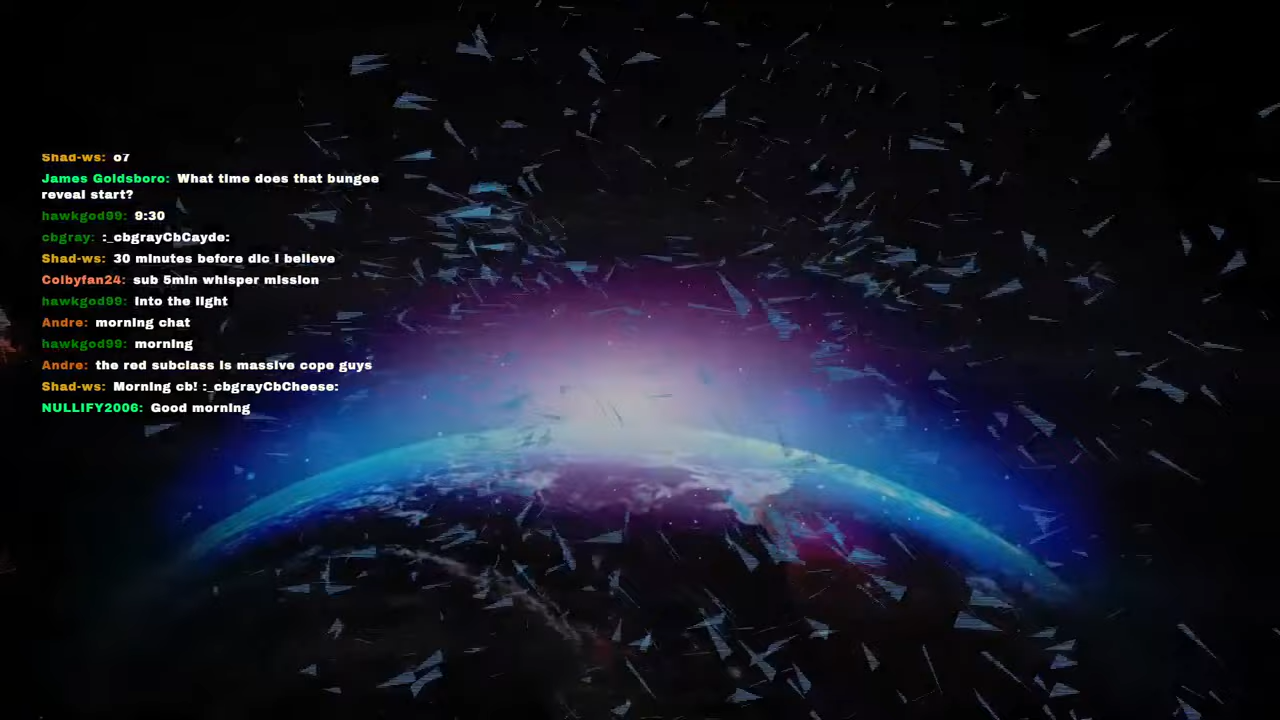 Shad-ws: o7
James Goldsboro: What time does that bungee
reveal start?
hawkgod99: 9:30
cbgray: :_cbgrayCbCayde:
Shad-ws: 30 minutes before dlc I believe
Colbyfan24: sub 5min whisper mission
hawkgod99: into the light
Andre: morning chat
hawkgod99: morning
Andre: the red subclass is massive cope guys
Shad-ws: Morning cb! :_cbgrayCbCheese:
NULLIFY2006: Good morning